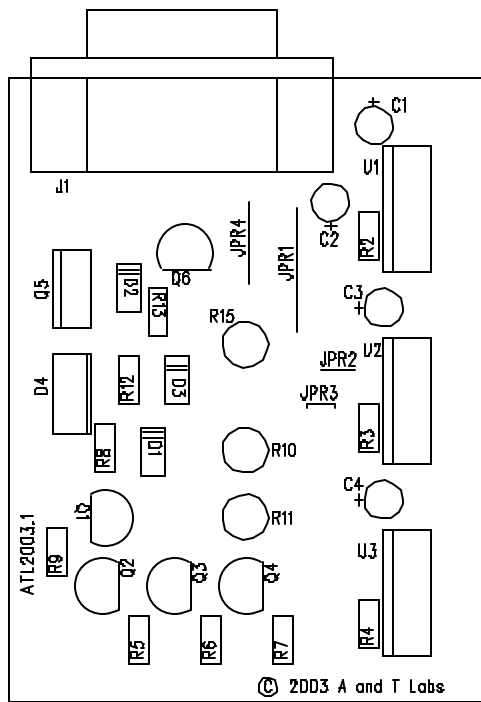 C1
J1
U1
JPR4
JPR1
C2
R2
Q5
D2
Q6
R13
C3
R15
U2
JPR2
D4
R12
D3
JPR3
R3
R8
D1
R10
C4
Q1
R11
ATL2003.1
U3
R9
Q2
Q3
Q4
R5
R6
R7
R4
© 2003 A and T Labs